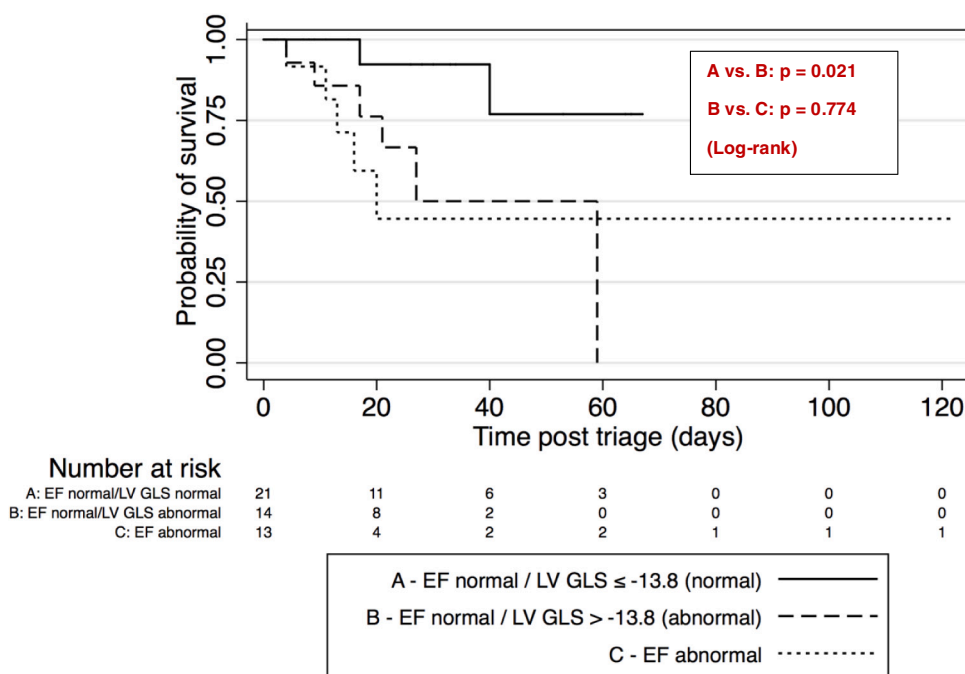 1.00
0.75
0.50
0.25
0.00
Probability of survival
A vs. B: p = 0.021
B vs. C: p = 0.774
(Log-rank)
0 20 40 60 80 100 120
Time post triage (days)
Number at risk
A: EF normal/LV GLS normal 21 11 6 3 0 0 0
B: EF normal/LV GLS abnormal 14 8 2 0 0 0 0
C: EF abnormal 13 4 2 2 1 1 1
A - EF normal / LV GLS ≤ -13.8 (normal)
B - EF normal / LV GLS > -13.8 (abnormal)
C - EF abnormal